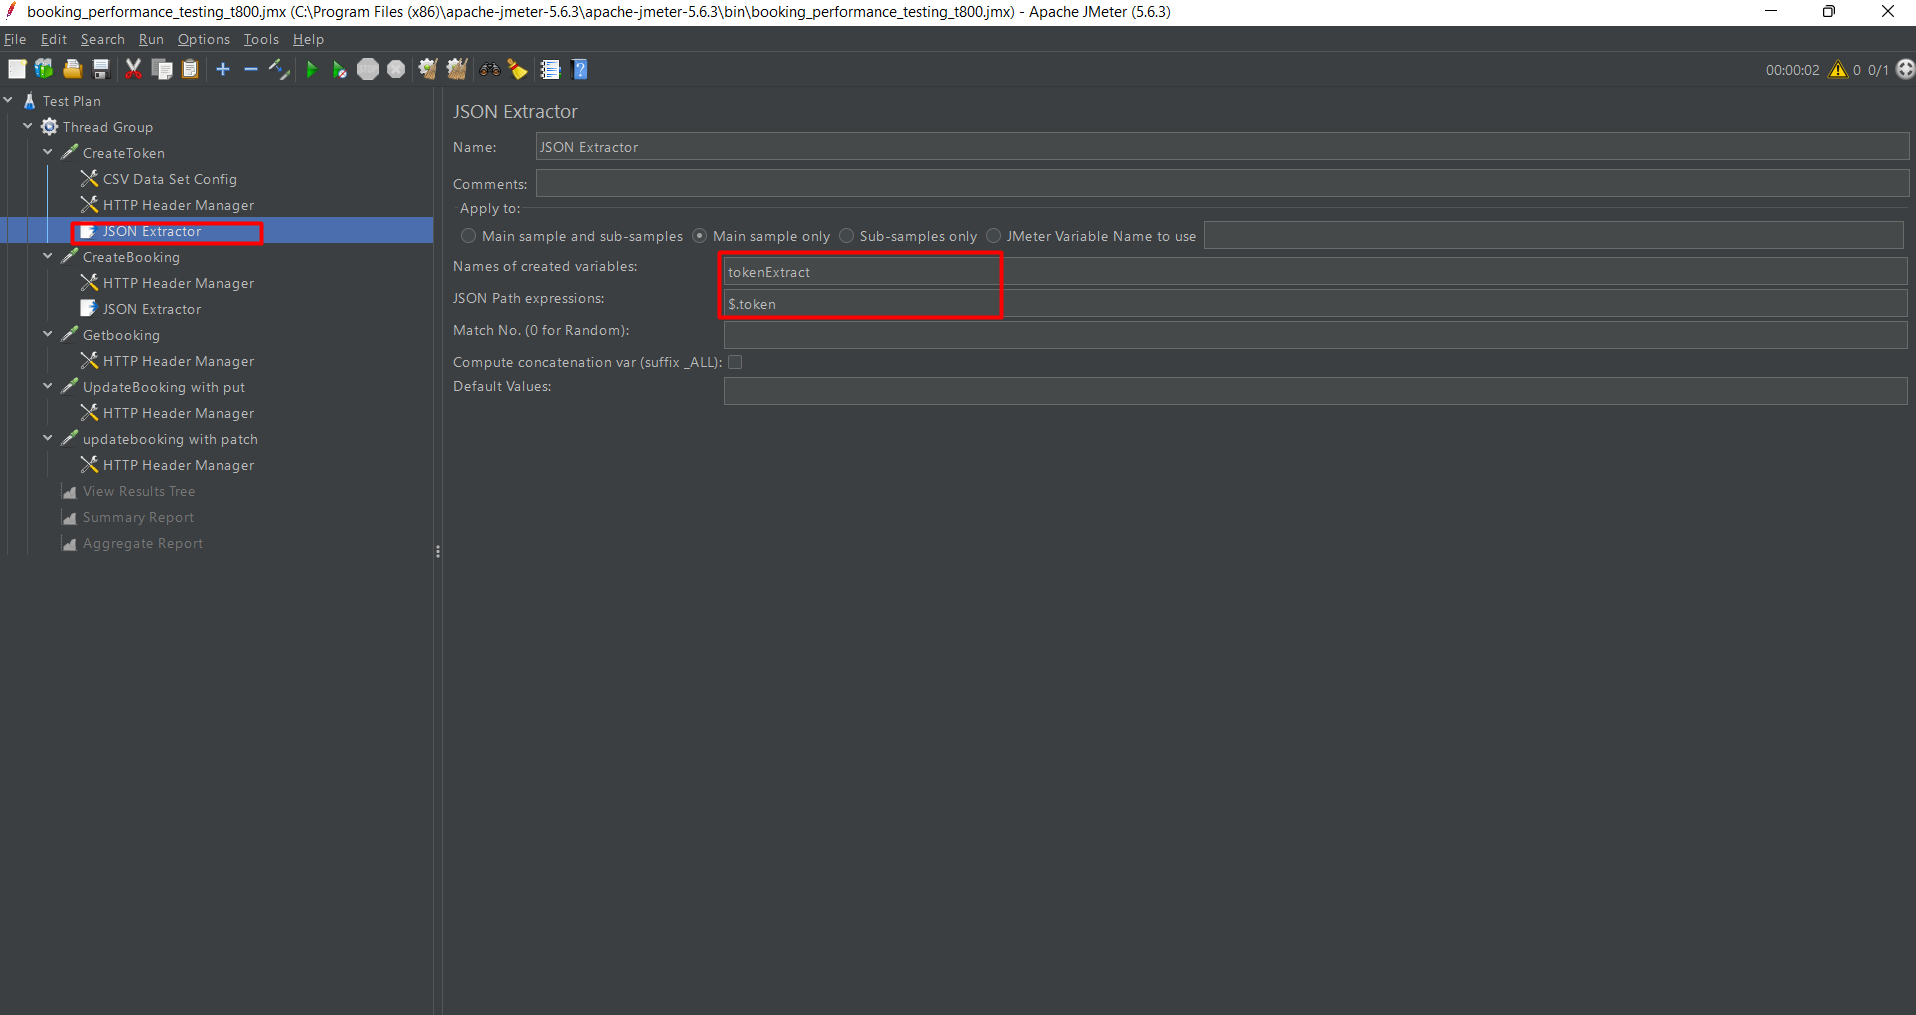 booking_performance_testing_t800.jmx (C:\Program Files (x86)\apache-jmeter-5.6.3\apache-jmeter-5.6.3\bin\booking_performance_testing_t800.jmx) - Apache JMeter (5.6.3)
File Edit Search Run Options Tools Help
00:00:02 0 0/1
Test Plan
Thread Group
CreateToken
CSV Data Set Config
HTTP Header Manager
JSON Extractor
CreateBooking
HTTP Header Manager
JSON Extractor
Getbooking
HTTP Header Manager
UpdateBooking with put
HTTP Header Manager
updatebooking with patch
HTTP Header Manager
View Results Tree
Summary Report
Aggregate Report
JSON Extractor
Name: JSON Extractor
Comments:
Apply to:
Main sample and sub-samples Main sample only Sub-samples only JMeter Variable Name to use
Names of created variables: tokenExtract
JSON Path expressions: $.token
Match No. (0 for Random):
Compute concatenation var (suffix _ALL):
Default Values: